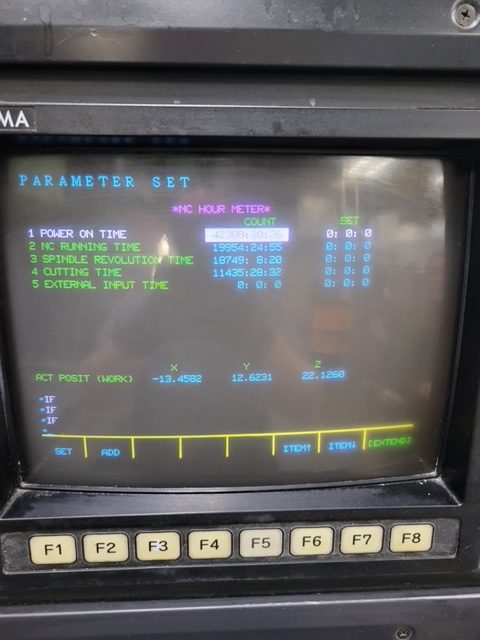 MA
PARAMETER SET
*NC HOUR METER*
COUNT SET
1 POWER ON TIME 0: 0: 0
2 NC RUNNING TIME 19954:24:55 0: 0: 0
3 SPINDLE REVOLUTION TIME 18749: 8:20 0: 0: 0
4 CUTTING TIME 11435:28:32 0: 0: 0
5 EXTERNAL INPUT TIME 0: 0: 0 0: 0: 0
X Y Z
ACT POSIT (WORK) -13.4582 12.6231 22.1260
=IF
=IF
=IF
=_
SET ADD ITEM↑ ITEM↓ [EXTEND]
F1 F2 F3 F4 F5 F6 F7 F8